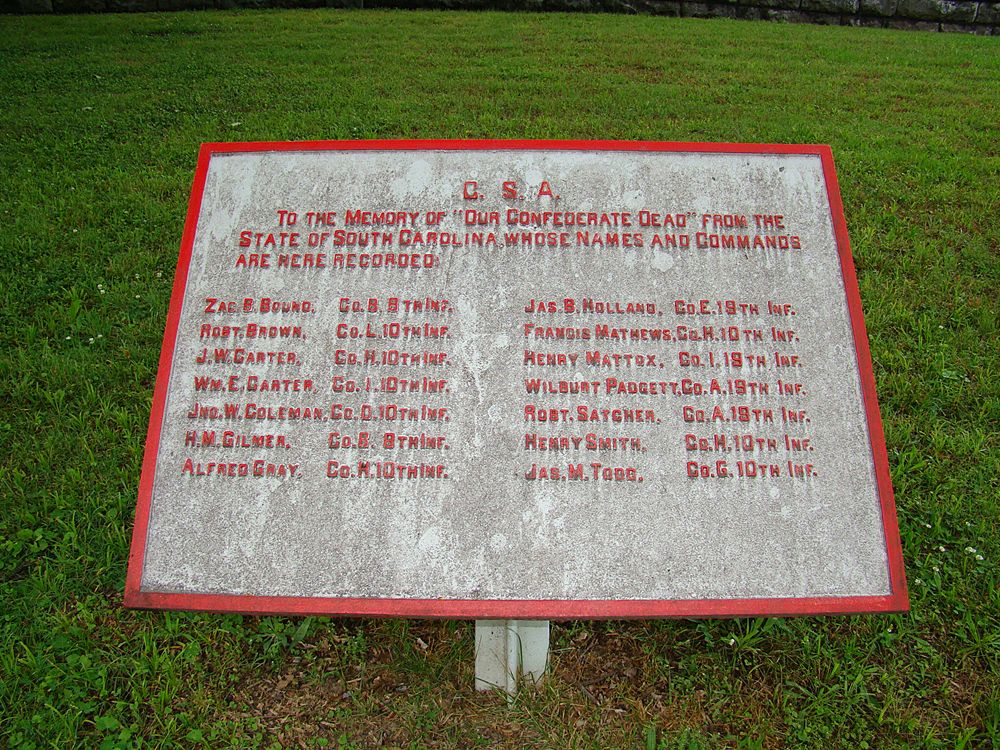 C. S. A.
TO THE MEMORY OF "OUR CONFEDERATE DEAD" FROM THE
STATE OF SOUTH CAROLINA, WHOSE NAMES AND COMMANDS
ARE HERE RECORDED:
ZAC. B. BOUND, CO. B. 8TH INF.
ROBT. BROWN, CO. L. 10TH INF.
J. W. CARTER, CO. H. 10TH INF.
WM. E. CARTER, CO. I. 10TH INF.
JNO. W. COLEMAN, CO. D. 10TH INF.
H. M. GILMER, CO. B. 9TH INF.
ALFRED GRAY, CO. K. 10TH INF.
JAS. B. HOLLAND, CO. E. 19TH INF.
FRANCIS MATHEWS, CO. H. 10TH INF.
HENRY MATTOX, CO. I. 19TH INF.
WILBURT PADGETT, CO. A. 19TH INF.
ROBT. SATCHER, CO. A. 19TH INF.
HENRY SMITH, CO. H. 10TH INF.
JAS. M. TODD, CO. G. 10TH INF.